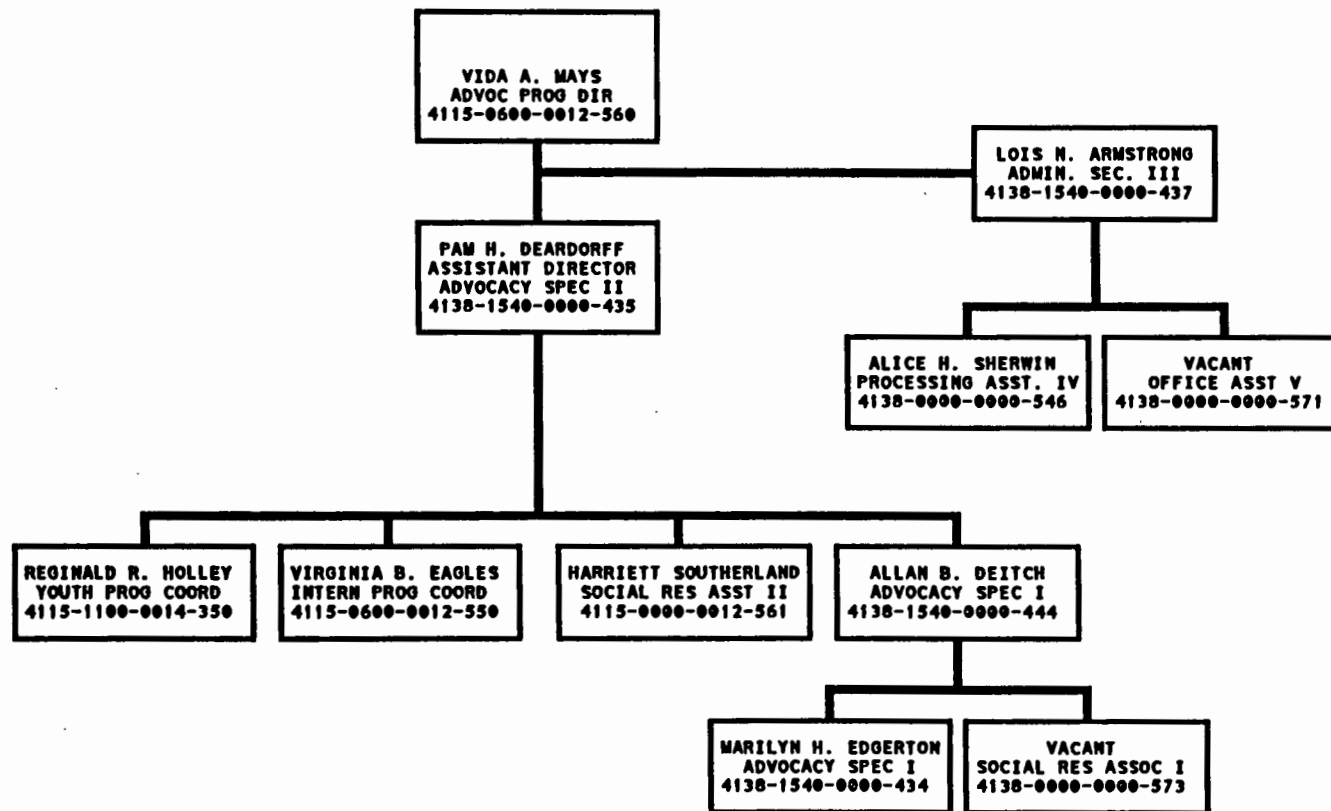 VIDA A. MAYS
ADVOC PROG DIR
4115-0600-0012-560
LOIS N. ARMSTRONG
ADMIN. SEC. III
4138-1540-0000-437
PAM H. DEARDORFF
ASSISTANT DIRECTOR
ADVOCACY SPEC II
4138-1540-0000-435
ALICE H. SHERWIN
PROCESSING ASST. IV
4138-0000-0000-546
VACANT
OFFICE ASST V
4138-0000-0000-571
REGINALD R. HOLLEY
YOUTH PROG COORD
4115-1100-0014-350
VIRGINIA B. EAGLES
INTERN PROG COORD
4115-0600-0012-550
HARRIETT SOUTHERLAND
SOCIAL RES ASST II
4115-0000-0012-561
ALLAN B. DEITCH
ADVOCACY SPEC I
4138-1540-0000-444
MARILYN H. EDGERTON
ADVOCACY SPEC I
4138-1540-0000-434
VACANT
SOCIAL RES ASSOC I
4138-0000-0000-573